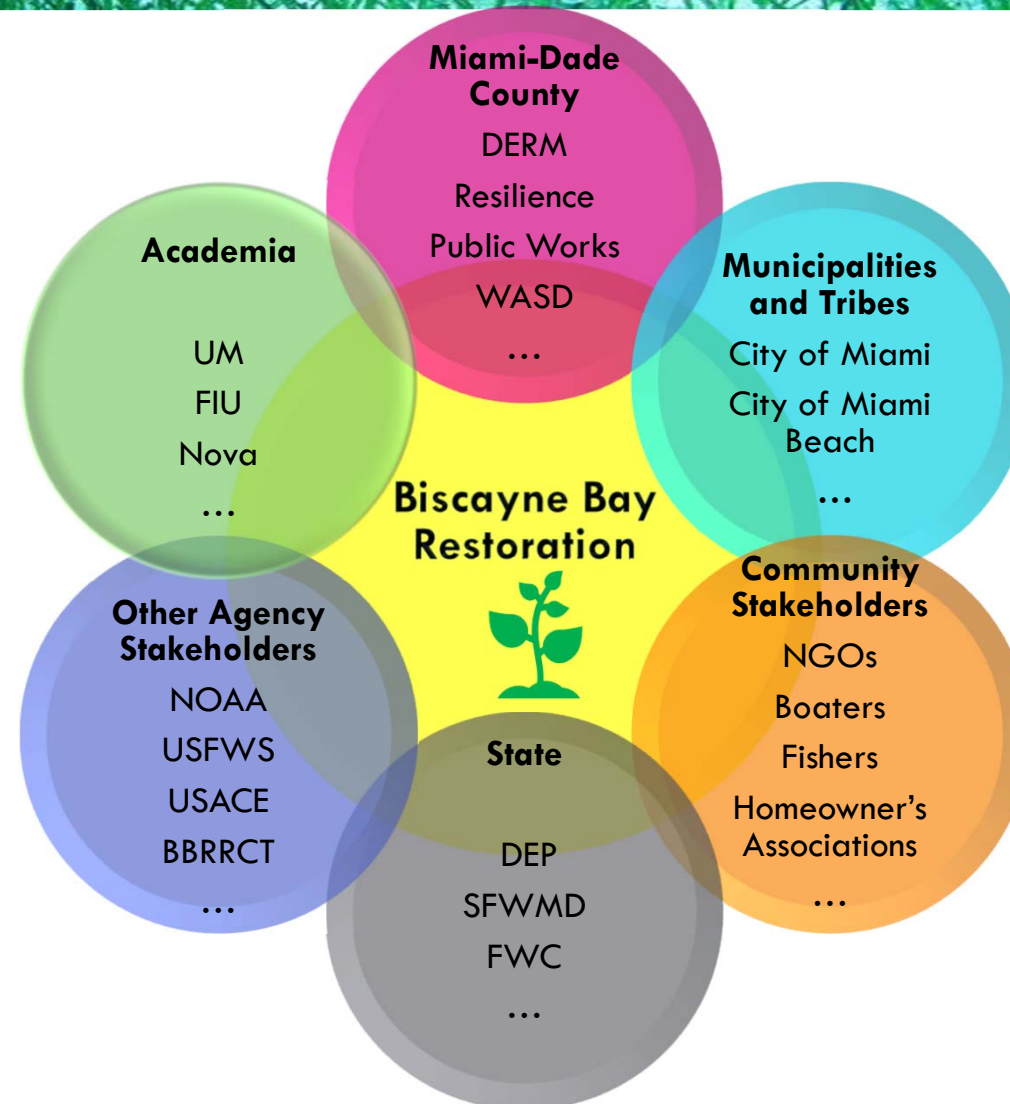 Miami-Dade
County
DERM
Resilience
Public Works
WASD
...
Academia
UM
FIU
Nova
...
Municipalities
and Tribes
City of Miami
City of Miami
Beach
...
Biscayne Bay
Restoration
Other Agency
Stakeholders
NOAA
USFWS
USACE
BBRRCT
...
Community
Stakeholders
NGOs
Boaters
Fishers
Homeowner’s
Associations
...
State
DEP
SFWMD
FWC
...